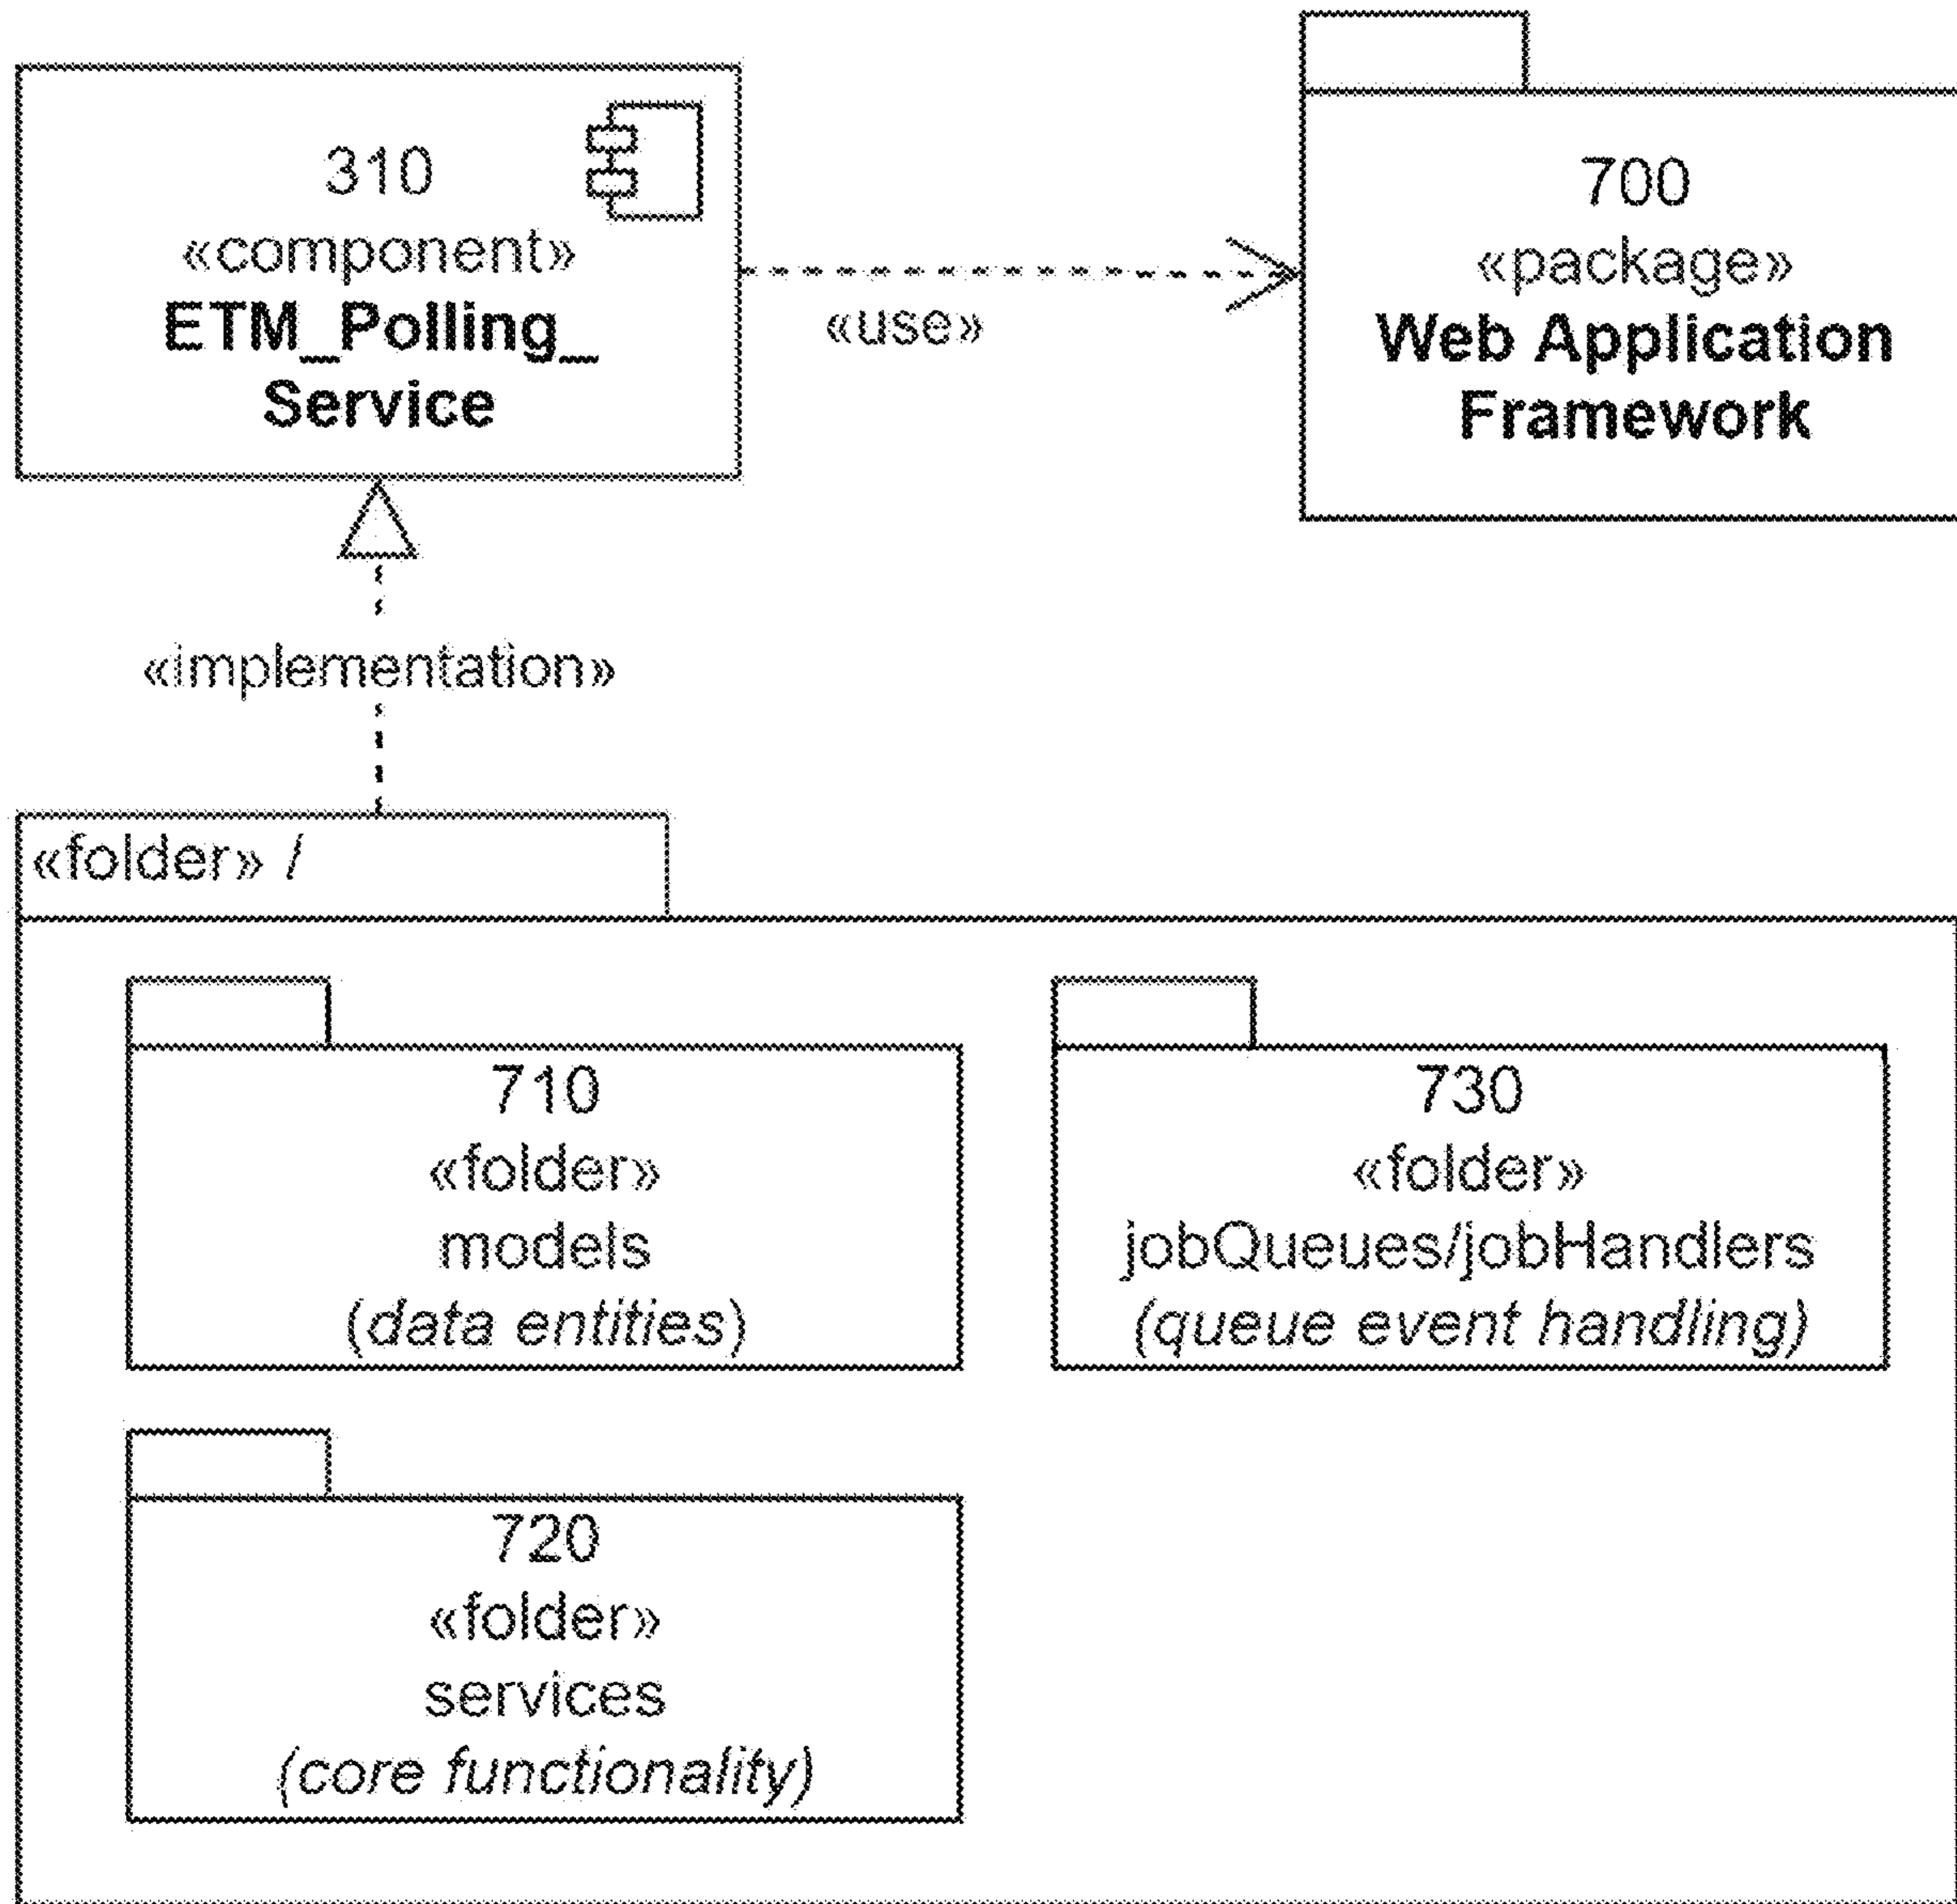 310
«component»
ETM_Polling_
Service
«use»
700
«package»
Web Application
Framework
«implementation»
«folder» /
710
«folder»
models
(data entities)
730
«folder»
jobQueues/jobHandlers
(queue event handling)
720
«folder»
services
(core functionality)